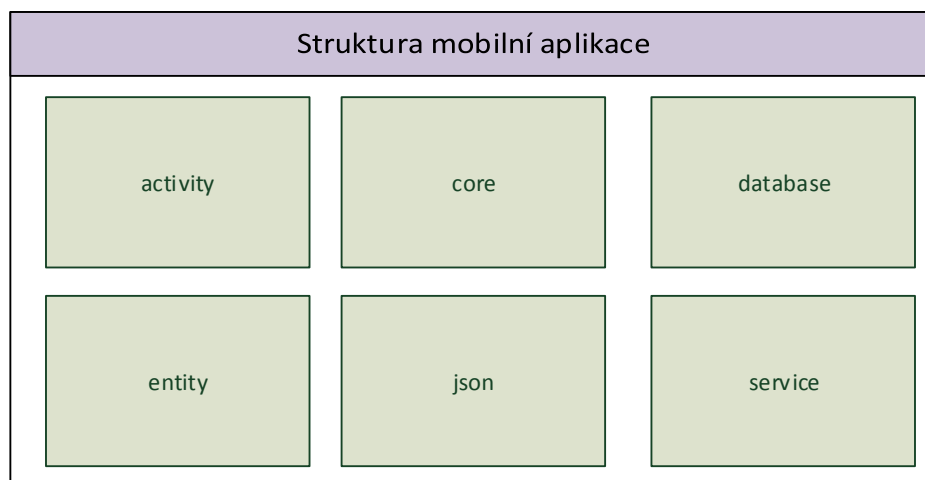 Struktura mobilní aplikace
activity
core
database
entity
json
service